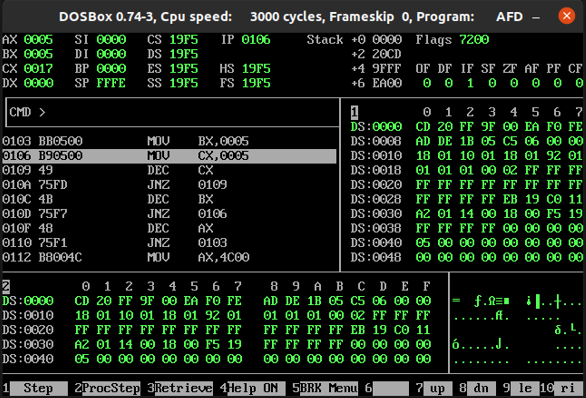 DOSBox 0.74-3, Cpu speed: 3000 cycles, Frameskip 0, Program: AFD
AX 0005 SI 0000 CS 19F5 IP 0106 Stack +0 0000 Flags 7200
BX 0005 DI 0000 DS 19F5 +2 20CD
CX 0017 BP 0000 ES 19F5 HS 19F5 +4 9FFF OF DF IF SF ZF AF PF CF
DX 0000 SP FFFE SS 19F5 FS 19F5 +6 EA00 0 0 1 0 0 0 0 0
CMD >
0103 BB0500 MOV BX,0005
0106 B90500 MOV CX,0005
0109 49 DEC CX
010A 75FD JNZ 0109
010C 4B DEC BX
010D 75F7 JNZ 0106
010F 48 DEC AX
0110 75F1 JNZ 0103
0112 B8004C MOV AX,4C00
1 0 1 2 3 4 5 6 7
DS:0000 CD 20 FF 9F 00 EA F0 FE
DS:0008 AD DE 1B 05 C5 06 00 00
DS:0010 18 01 10 01 18 01 92 01
DS:0018 01 01 01 00 02 FF FF FF
DS:0020 FF FF FF FF FF FF FF FF
DS:0028 FF FF FF FF EB 19 C0 11
DS:0030 A2 01 14 00 18 00 F5 19
DS:0038 FF FF FF FF 00 00 00 00
DS:0040 05 00 00 00 00 00 00 00
DS:0048 00 00 00 00 00 00 00 00
2 0 1 2 3 4 5 6 7 8 9 A B C D E F
DS:0000 CD 20 FF 9F 00 EA F0 FE AD DE 1B 05 C5 06 00 00
DS:0010 18 01 10 01 18 01 92 01 01 01 01 00 02 FF FF FF
DS:0020 FF FF FF FF FF FF FF FF FF FF FF FF EB 19 C0 11
DS:0030 A2 01 14 00 18 00 F5 19 FF FF FF FF 00 00 00 00
DS:0040 05 00 00 00 00 00 00 00 00 00 00 00 00 00 00 00
1 Step 2 ProcStep 3 Retrieve 4 Help ON 5 BRK Menu 6 7 up 8 dn 9 le 10 ri